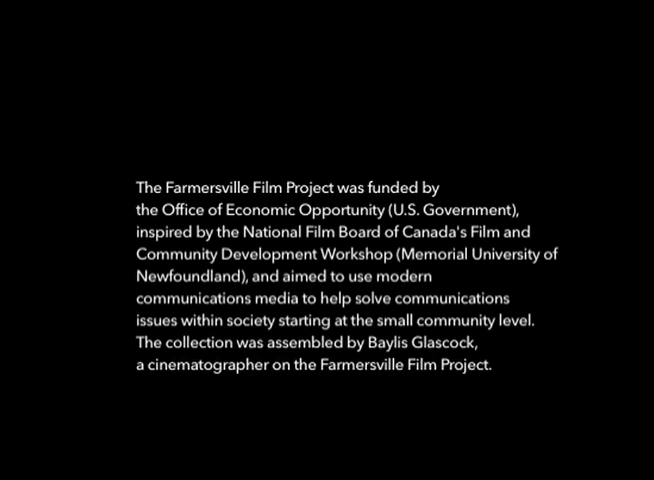 The Farmersville Film Project was funded by
the Office of Economic Opportunity (U.S. Government),
inspired by the National Film Board of Canada's Film and
Community Development Workshop (Memorial University of
Newfoundland), and aimed to use modern
communications media to help solve communications
issues within society starting at the small community level.
The collection was assembled by Baylis Glascock,
a cinematographer on the Farmersville Film Project.